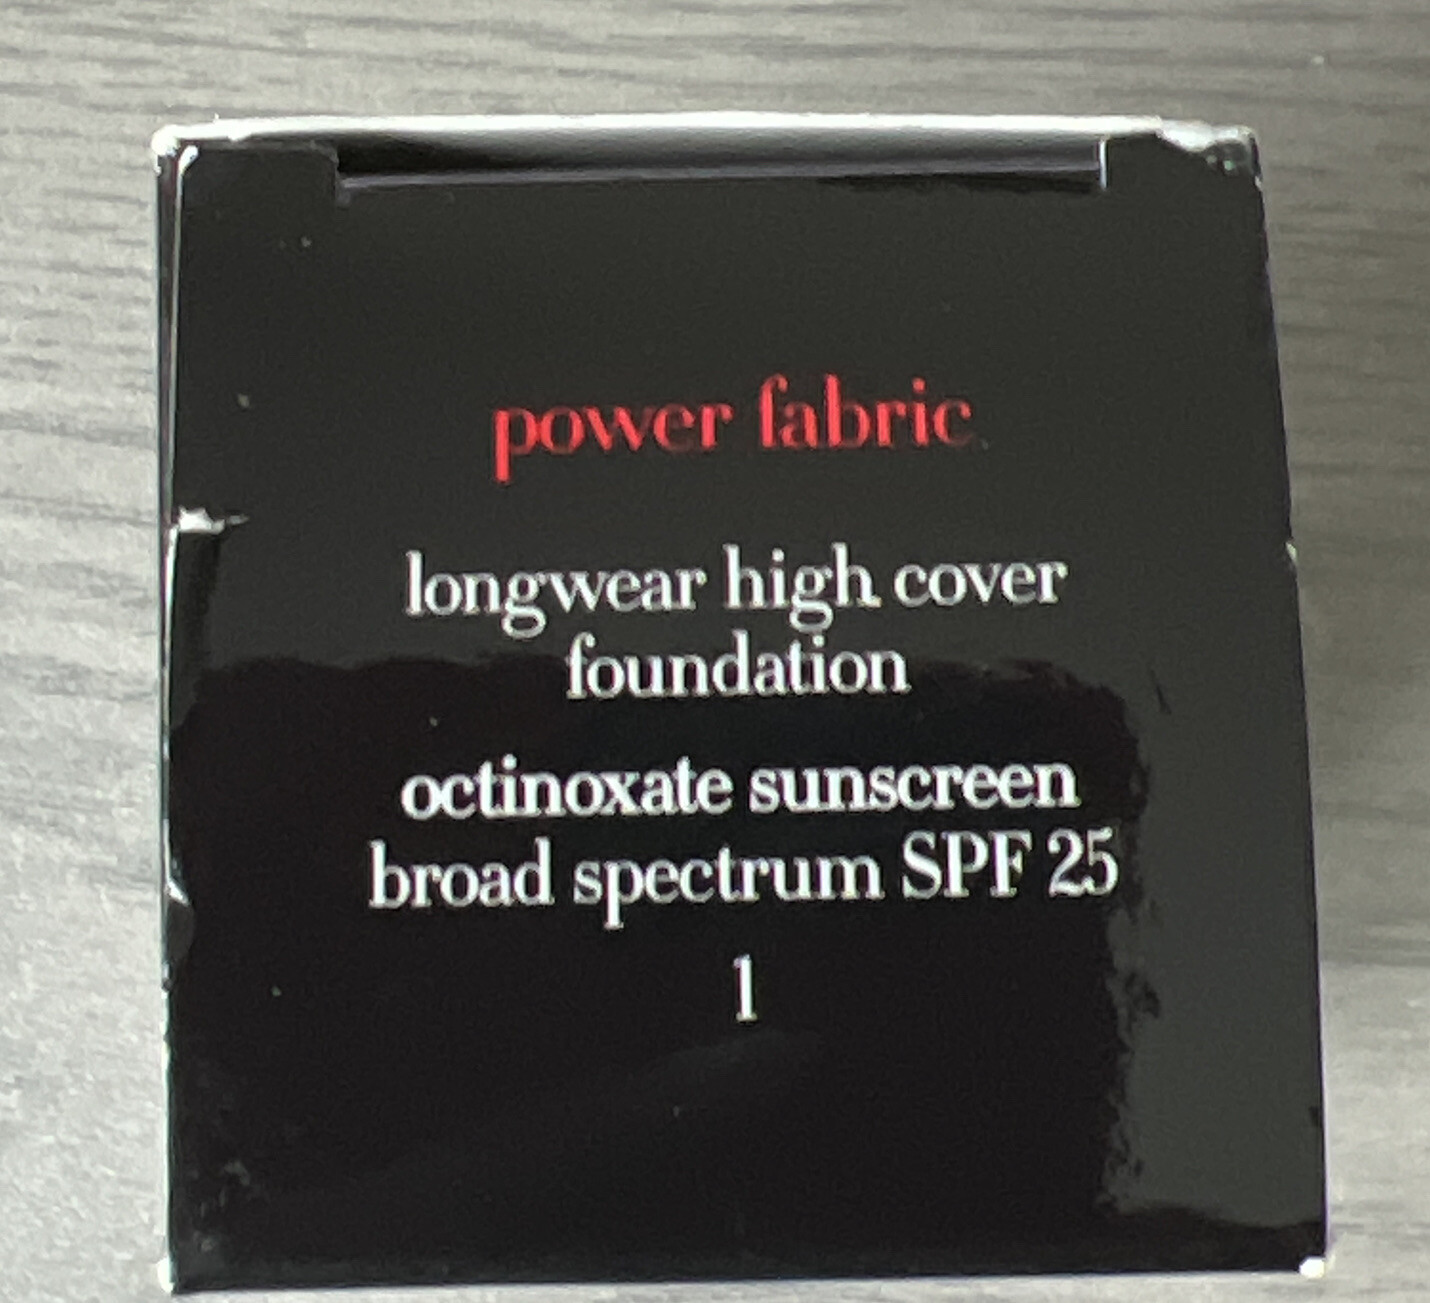 power fabric
longwear high cover
foundation
octinoxate sunscreen
broad spectrum SPF 25
1